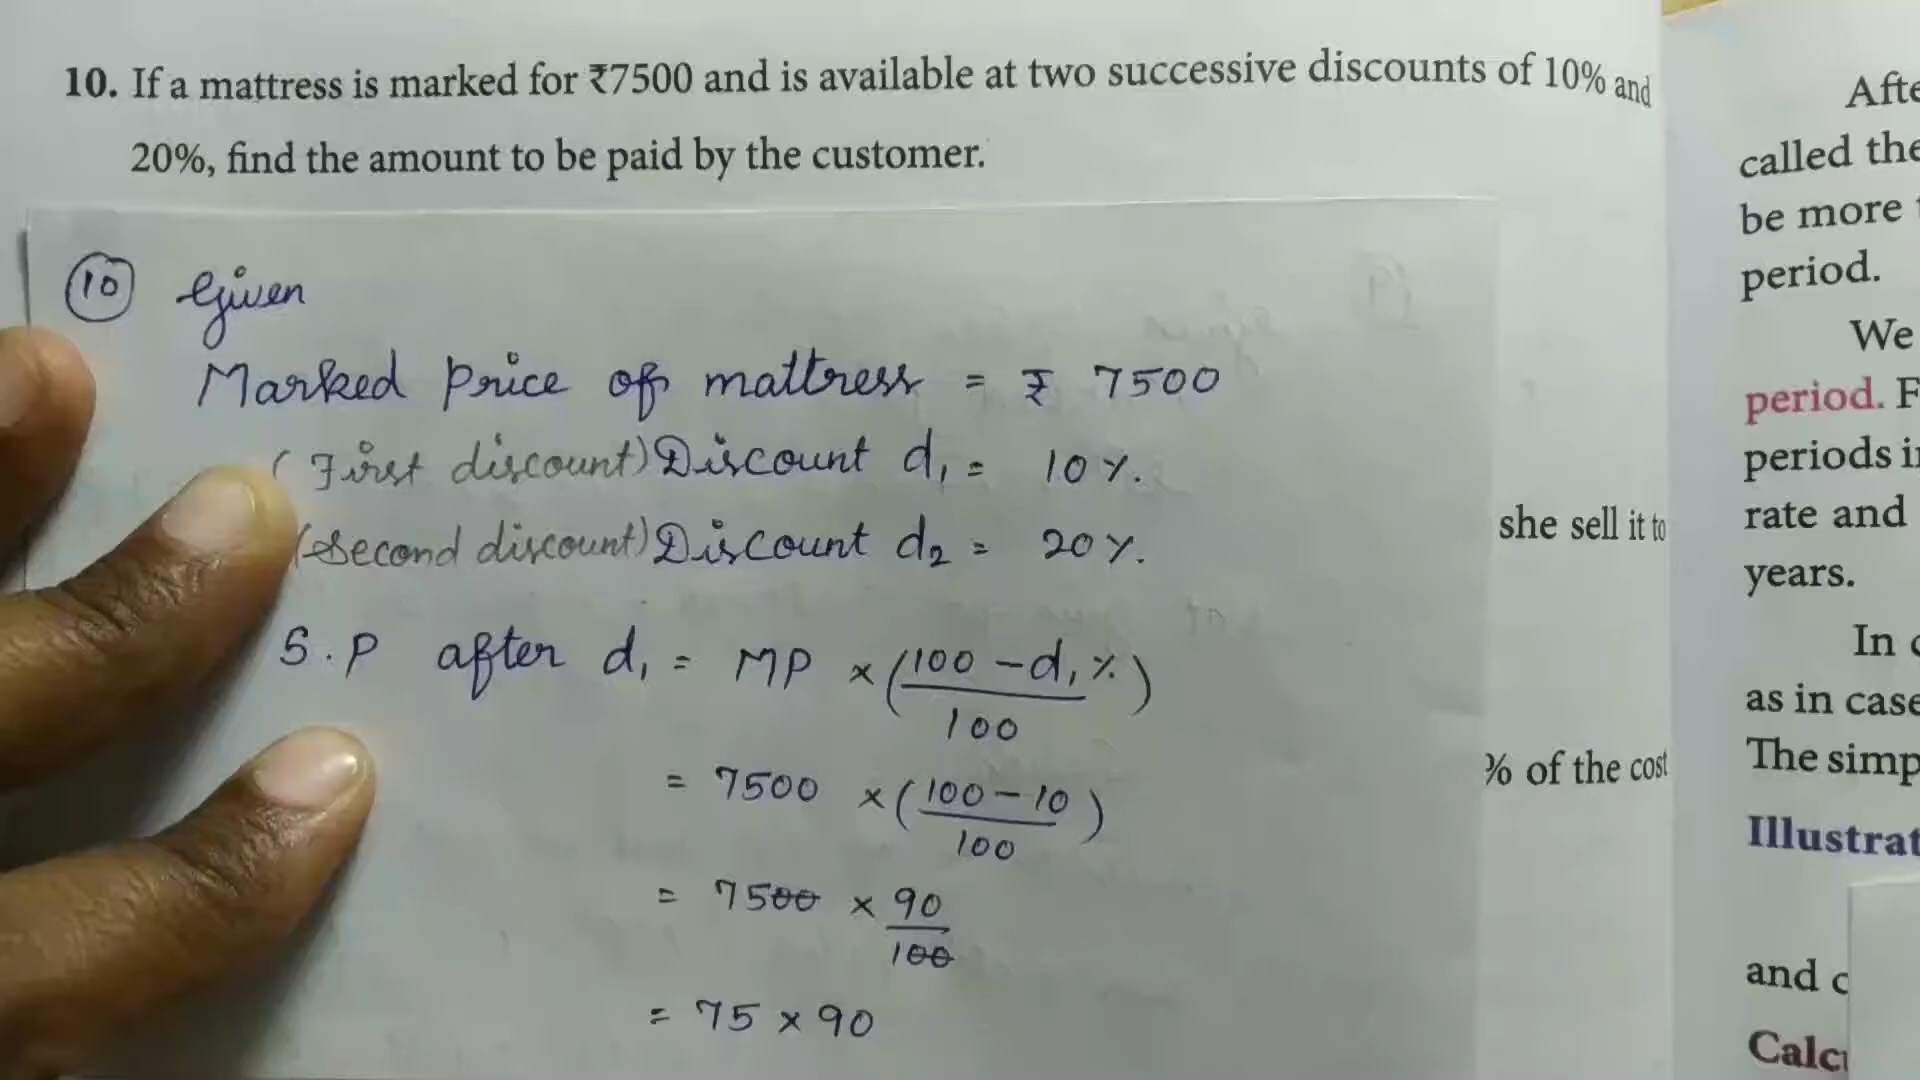 10. If a mattress is marked for ₹7500 and is available at two successive discounts of 10% and
20%, find the amount to be paid by the customer.
10 Given
Marked Price of mattress = ₹ 7500
(First discount) Discount d₁ = 10%.
(Second discount) Discount d₂ = 20%.
S.P after d₁ = MP × (100 - d₁% / 100)
= 7500 × (100 - 10 / 100)
= 7500 × 90 / 100
= 75 × 90
she sell it to
% of the cost
called the
be more
period.
We
period.
periods
rate and
years.
In
as in case
The
and